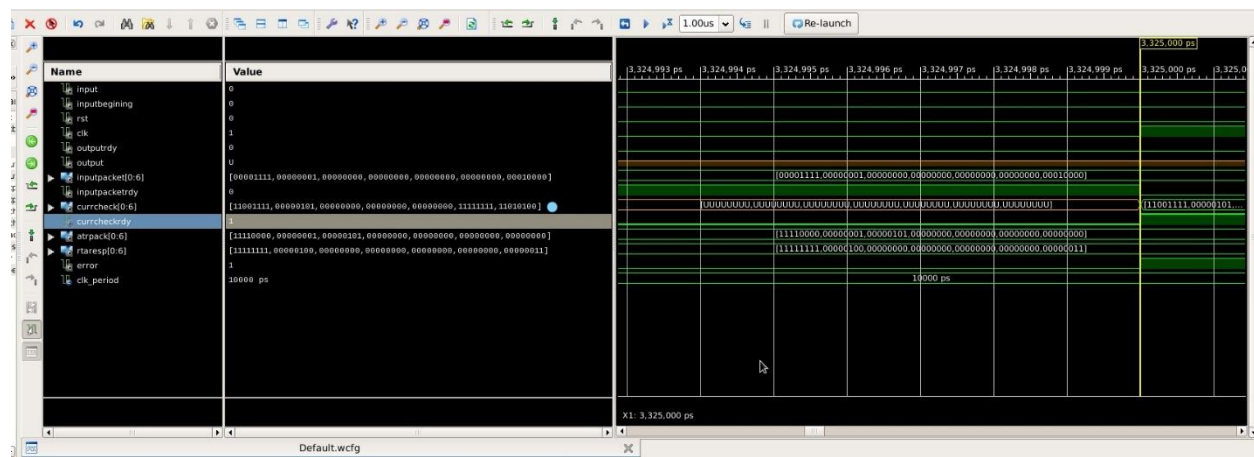 1.00us
Re-launch
3,325,000 ps
Name
Value
3,324,993 ps
3,324,994 ps
3,324,995 ps
3,324,996 ps
3,324,997 ps
3,324,998 ps
3,324,999 ps
3,325,000 ps
3,325,0
input
0
inputbegining
0
rst
0
clk
1
outputrdy
0
output
U
inputpacket[0:6]
[00001111,00000001,00000000,00000000,00000000,00000000,00010000]
[00001111,00000001,00000000,00000000,00000000,00000000,00010000]
inputpacketrdy
0
currcheck[0:6]
[11001111,00000101,00000000,00000000,00000000,11111111,11010100]
[UUUUUUUU,UUUUUUUU,UUUUUUUU,UUUUUUUU,UUUUUUUU,UUUUUUUU,UUUUUUUU]
[11001111,00000101,...
currcheckrdy
1
atrpack[0:6]
[11110000,00000001,00000101,00000000,00000000,00000000,00000000]
[11110000,00000001,00000101,00000000,00000000,00000000,00000000]
rtaresp[0:6]
[11111111,00000100,00000000,00000000,00000000,00000000,00000011]
[11111111,00000100,00000000,00000000,00000000,00000000,00000011]
error
1
clk_period
10000 ps
10000 ps
X1: 3,325,000 ps
Default.wcfg